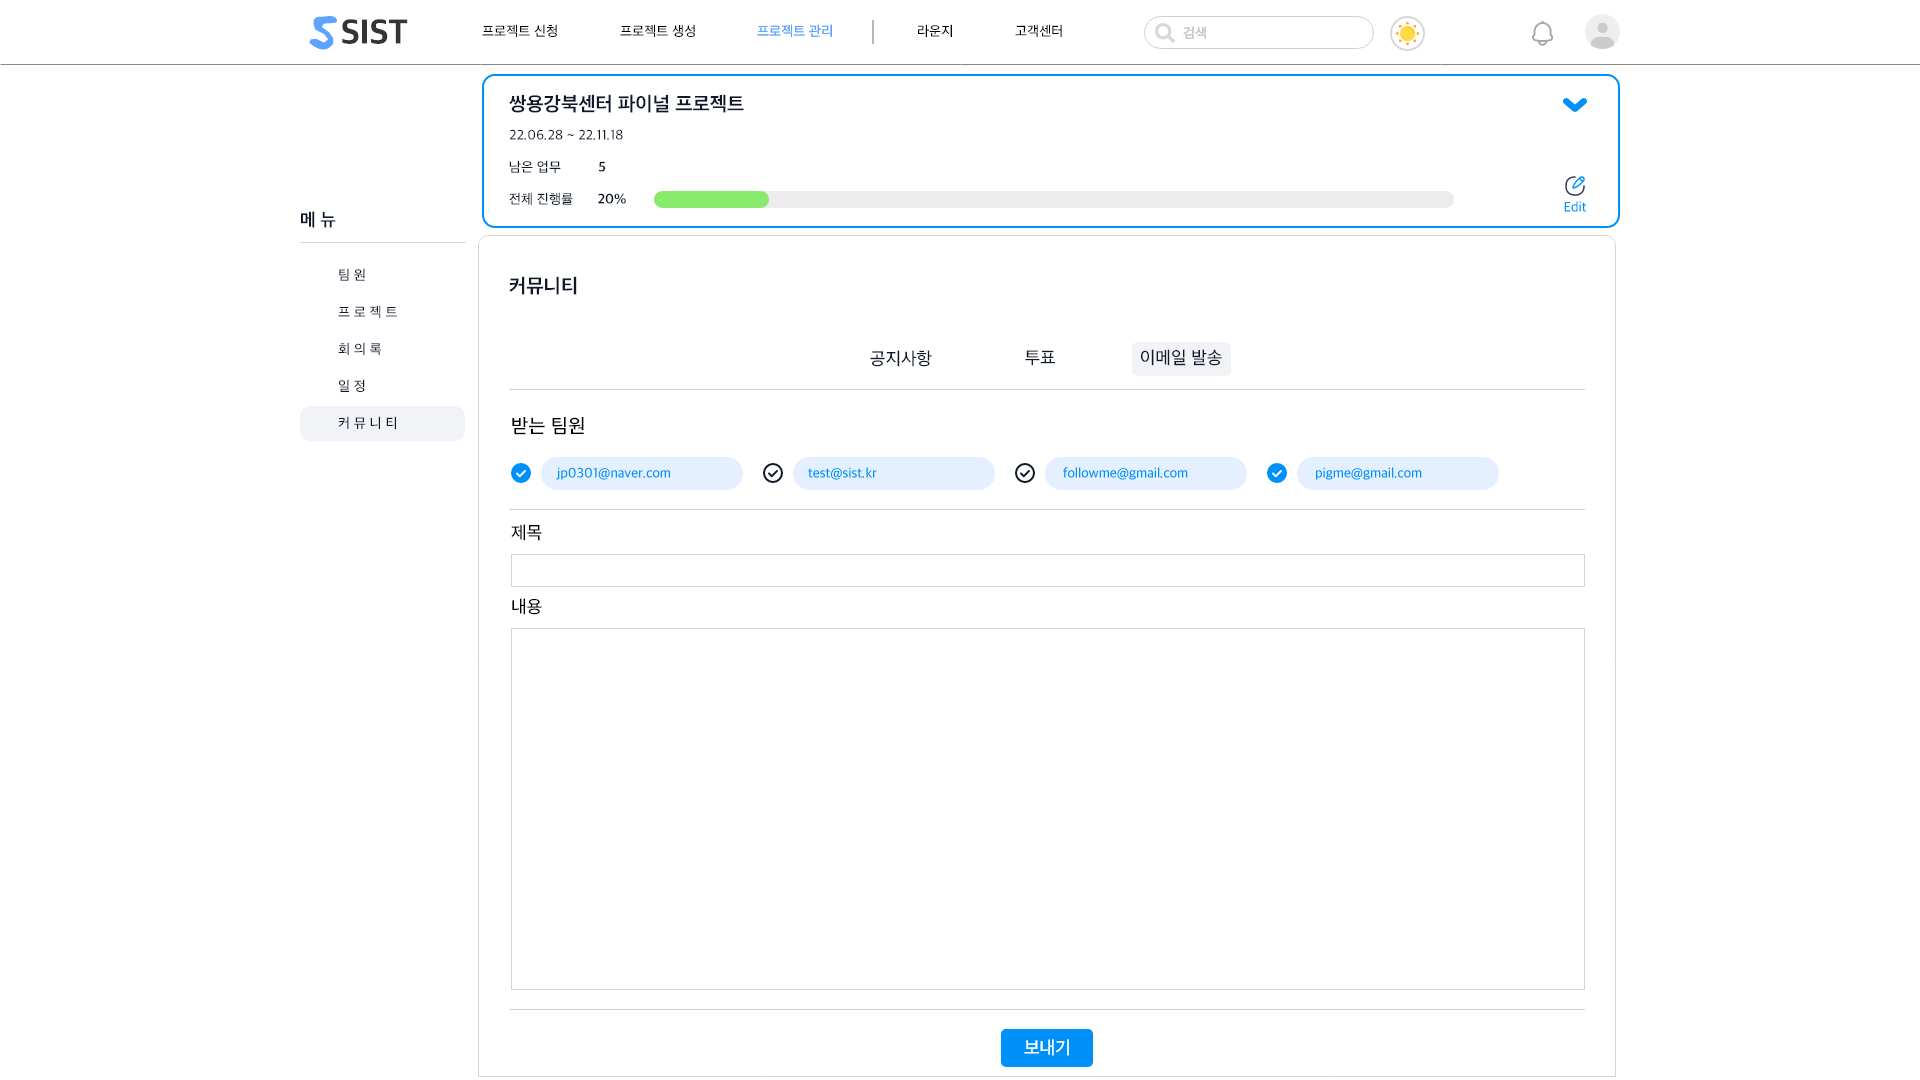 SIST
프로젝트 신청
프로젝트 생성
프로젝트 관리
라운지
고객센터
검색
쌍용강북센터 파이널 프로젝트
22.06.28 ~ 22.11.18
남은 업무 5
전체 진행률 20%
Edit
메뉴
팀원
프로젝트
회의록
일정
커뮤니티
커뮤니티
공지사항
투표
이메일 발송
받는 팀원
jp0301@naver.com
test@sist.kr
followme@gmail.com
pigme@gmail.com
제목
내용
보내기